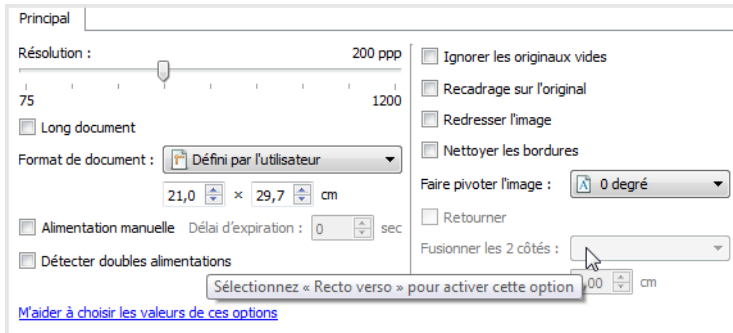 Principal
Résolution :
200 ppp
75
1200
Long document
Format de document :
Défini par l'utilisateur
21,0 × 29,7 cm
Alimentation manuelle Délai d'expiration : 0 sec
Détecter doubles alimentations
M'aider à choisir les valeurs de ces options
Ignorer les originaux vides
Recadrage sur l'original
Redresser l'image
Nettoyer les bordures
Faire pivoter l'image : A 0 degré
Retourner
Fusionner les 2 côtés :
,00 cm
Sélectionnez « Recto verso » pour activer cette option